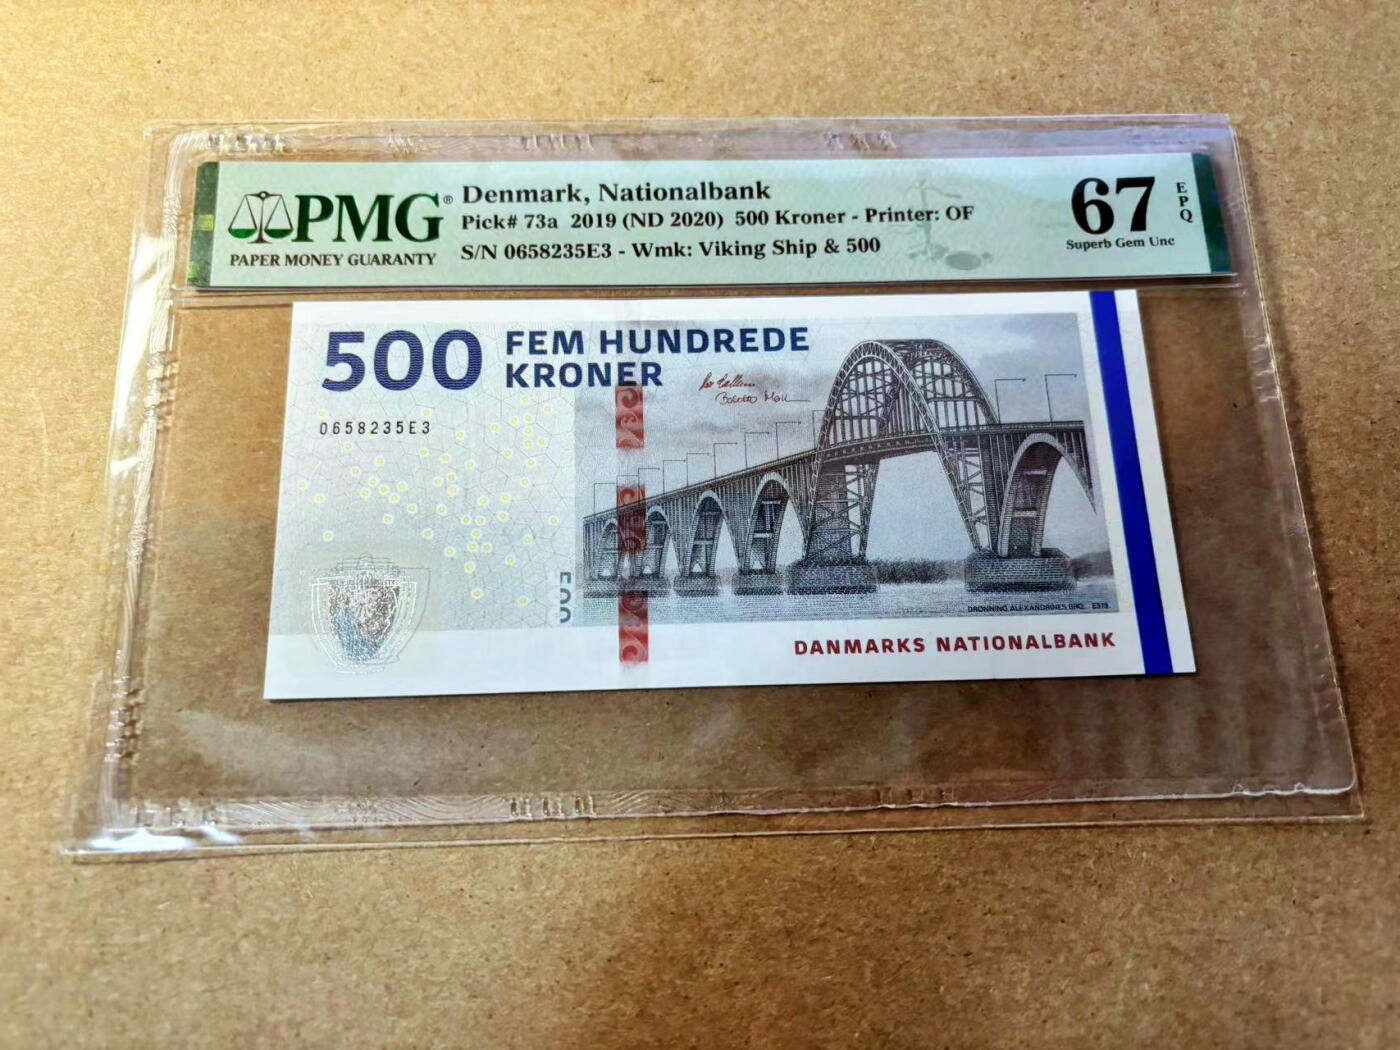 PMG®
PAPER MONEY GUARANTY
Denmark, Nationalbank
Pick# 73a 2019 (ND 2020) 500 Kroner - Printer: OF
S/N 0658235E3 - Wmk: Viking Ship & 500
67
Superb Gem Unc
EPQ
500
FEM HUNDREDE
KRONER
0658235E3
DRONNING ALEXANDRINES BRO
DANMARKS NATIONALBANK